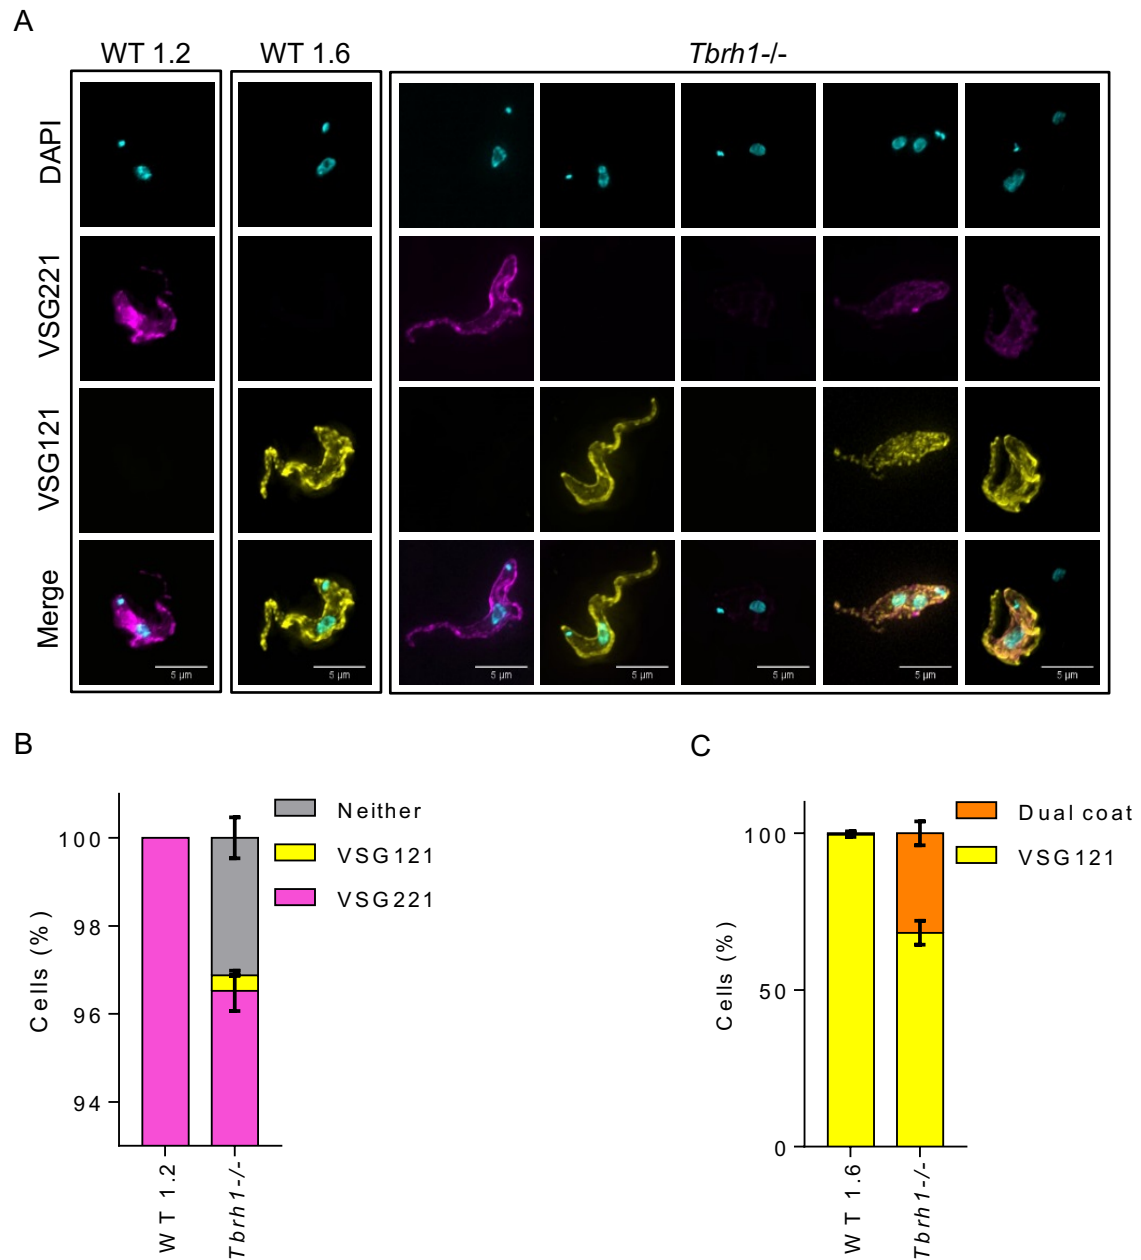 A
WT 1.2 WT 1.6 Tbrh1-/-
DAPI
VSG221
VSG121
Merge
5 µm 5 µm 5 µm 5 µm 5 µm 5 µm 5 µm
B
Neither
VSG121
VSG221
100
98
96
94
Cells (%)
WT 1.2
Tbrh1-/-
C
Dual coat
VSG121
100
50
0
Cells (%)
WT 1.6
Tbrh1-/-